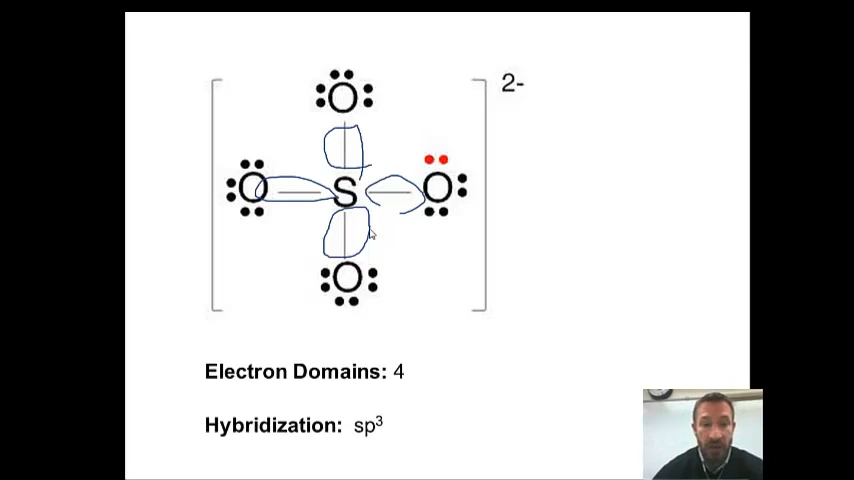 2-
O
O S O
O
Electron Domains: 4
Hybridization: sp³